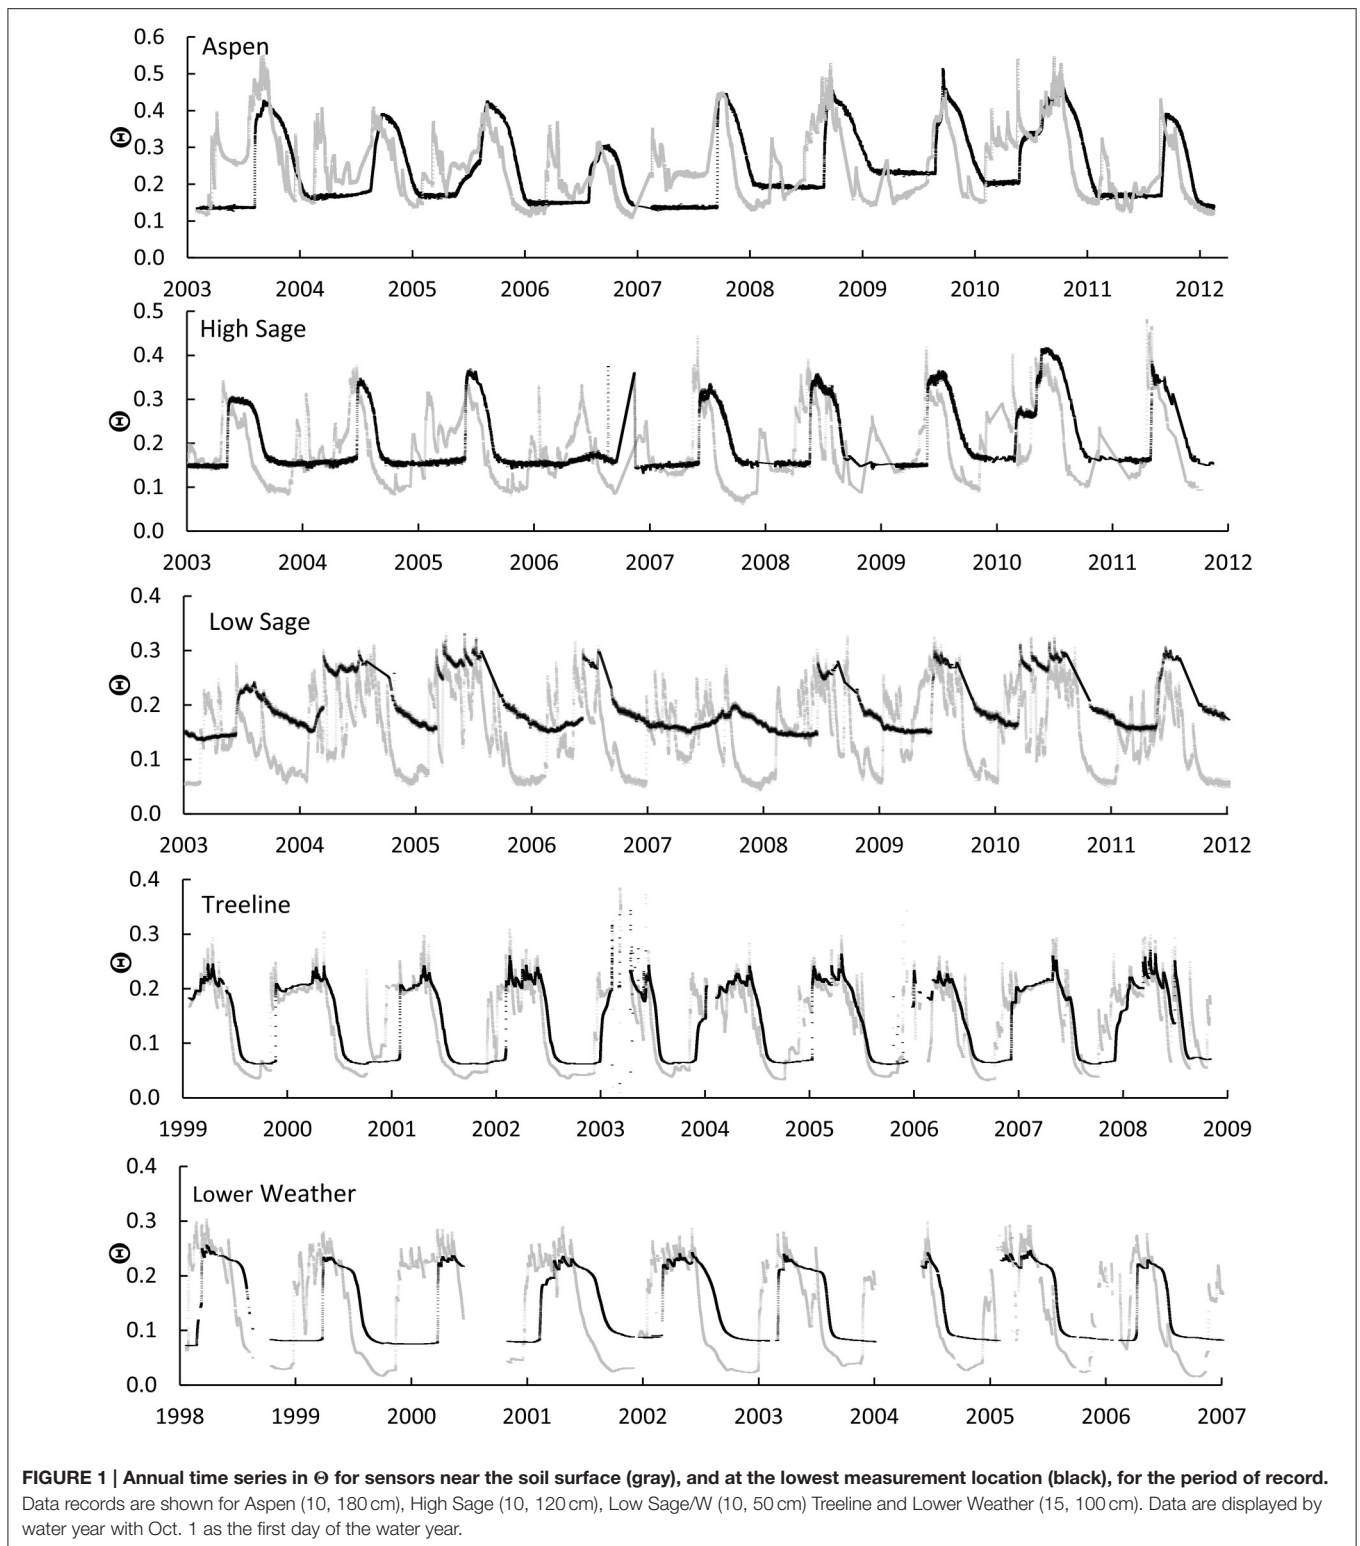 Aspen
0.6
0.5
0.4
0.3
0.2
0.1
0.0
Θ
2003 2004 2005 2006 2007 2008 2009 2010 2011 2012
High Sage
0.5
0.4
0.3
0.2
0.1
0.0
Θ
2003 2004 2005 2006 2007 2008 2009 2010 2011 2012
Low Sage
0.4
0.3
0.2
0.1
0.0
Θ
2003 2004 2005 2006 2007 2008 2009 2010 2011 2012
Treeline
0.4
0.3
0.2
0.1
0.0
Θ
1999 2000 2001 2002 2003 2004 2005 2006 2007 2008 2009
Lower Weather
0.4
0.3
0.2
0.1
0.0
Θ
1998 1999 2000 2001 2002 2003 2004 2005 2006 2007
FIGURE 1 | Annual time series in Θ for sensors near the soil surface (gray), and at the lowest measurement location (black), for the period of record.
Data records are shown for Aspen (10, 180 cm), High Sage (10, 120 cm), Low Sage/W (10, 50 cm) Treeline and Lower Weather (15, 100 cm). Data are displayed by
water year with Oct. 1 as the first day of the water year.